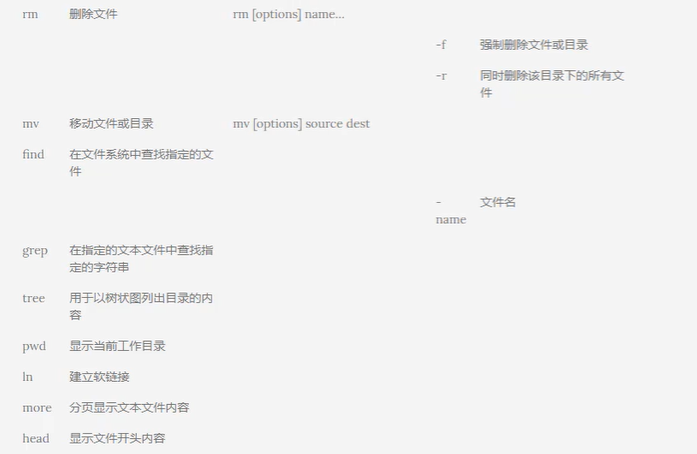 rm 删除文件 rm [options] name...
-f 强制删除文件或目录
-r 同时删除该目录下的所有文
件
mv 移动文件或目录 mv [options] source dest
find 在文件系统中查找指定的文
件
- 文件名
name
grep 在指定的文本文件中查找指
定的字符串
tree 用于以树状图列出目录的内
容
pwd 显示当前工作目录
ln 建立软链接
more 分页显示文本文件内容
head 显示文件开头内容